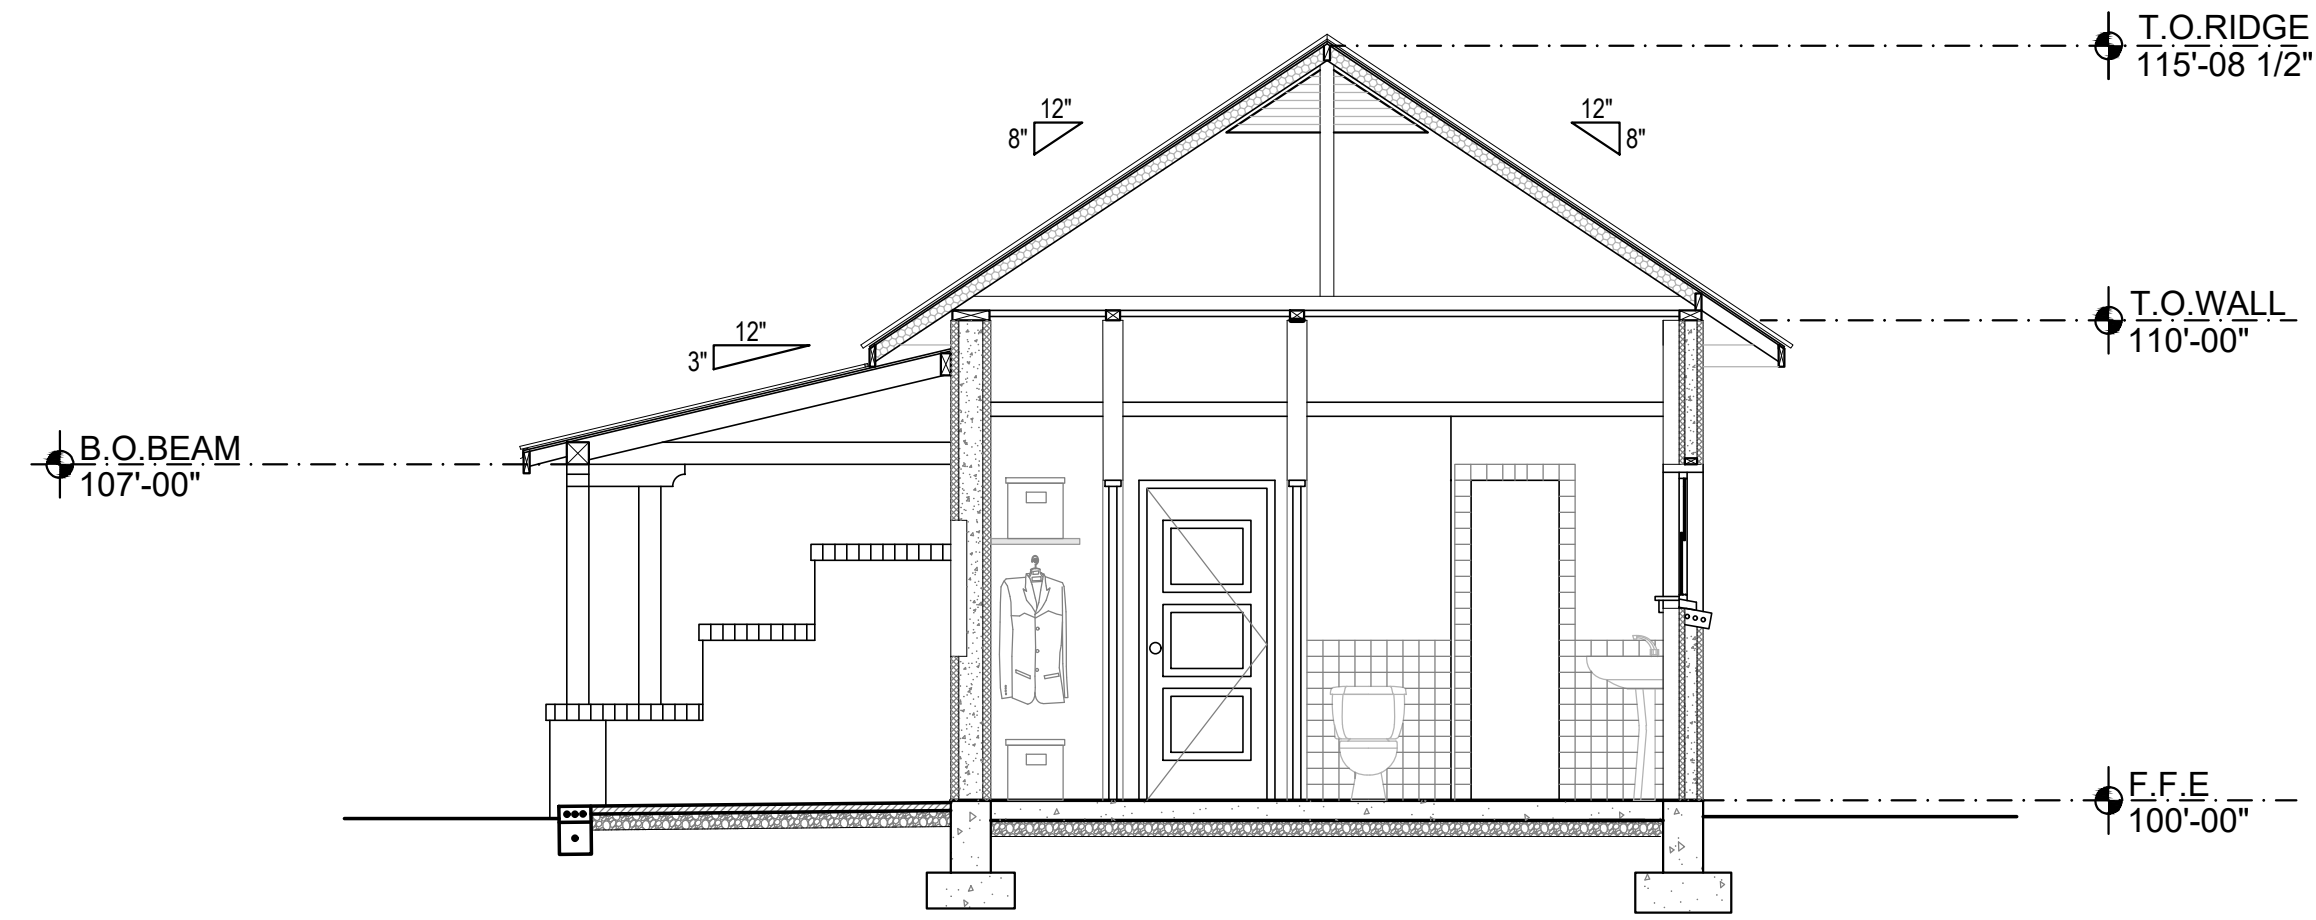 T.O.RIDGE
115'-08 1/2"
12"
8"
12"
8"
T.O.WALL
110'-00"
12"
3"
B.O.BEAM
107'-00"
F.F.E
100'-00"